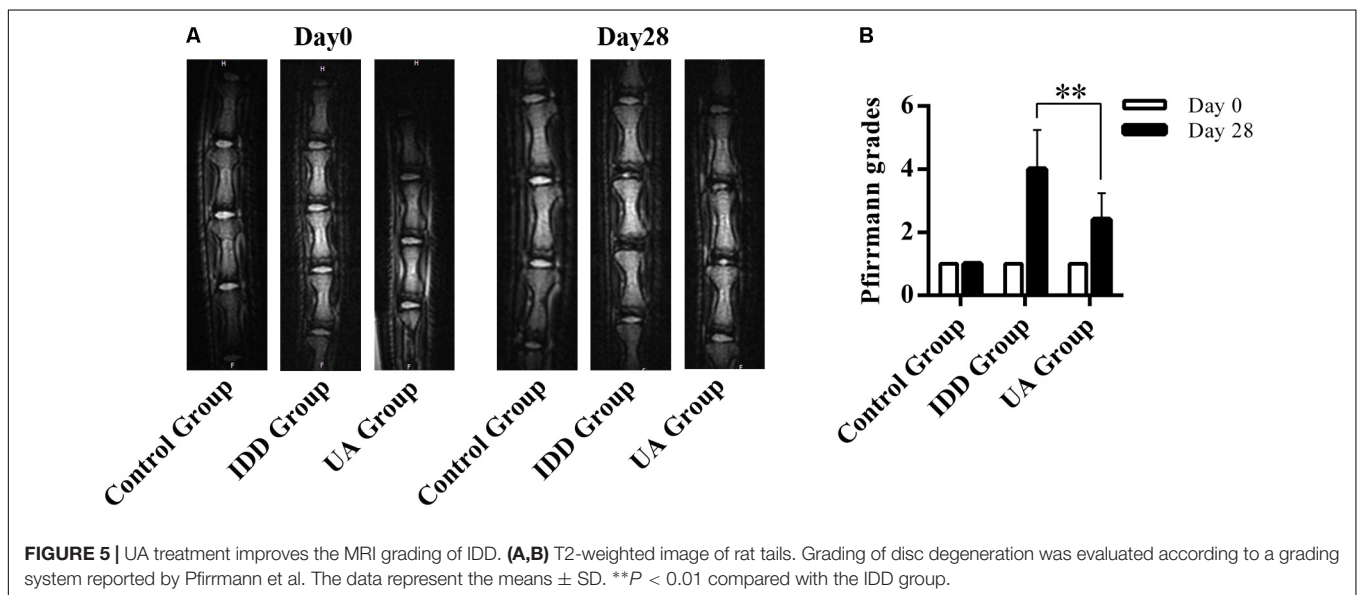 A
Day0
Day28
H
H
H
F
F
F
F
F
F
Control Group
IDD Group
UA Group
Control Group
IDD Group
UA Group
B
Pfirrmann grades
6
4
2
0
**
Day 0
Day 28
Control Group
IDD Group
UA Group
FIGURE 5 | UA treatment improves the MRI grading of IDD. (A,B) T2-weighted image of rat tails. Grading of disc degeneration was evaluated according to a grading
system reported by Pfirrmann et al. The data represent the means ± SD. **P < 0.01 compared with the IDD group.